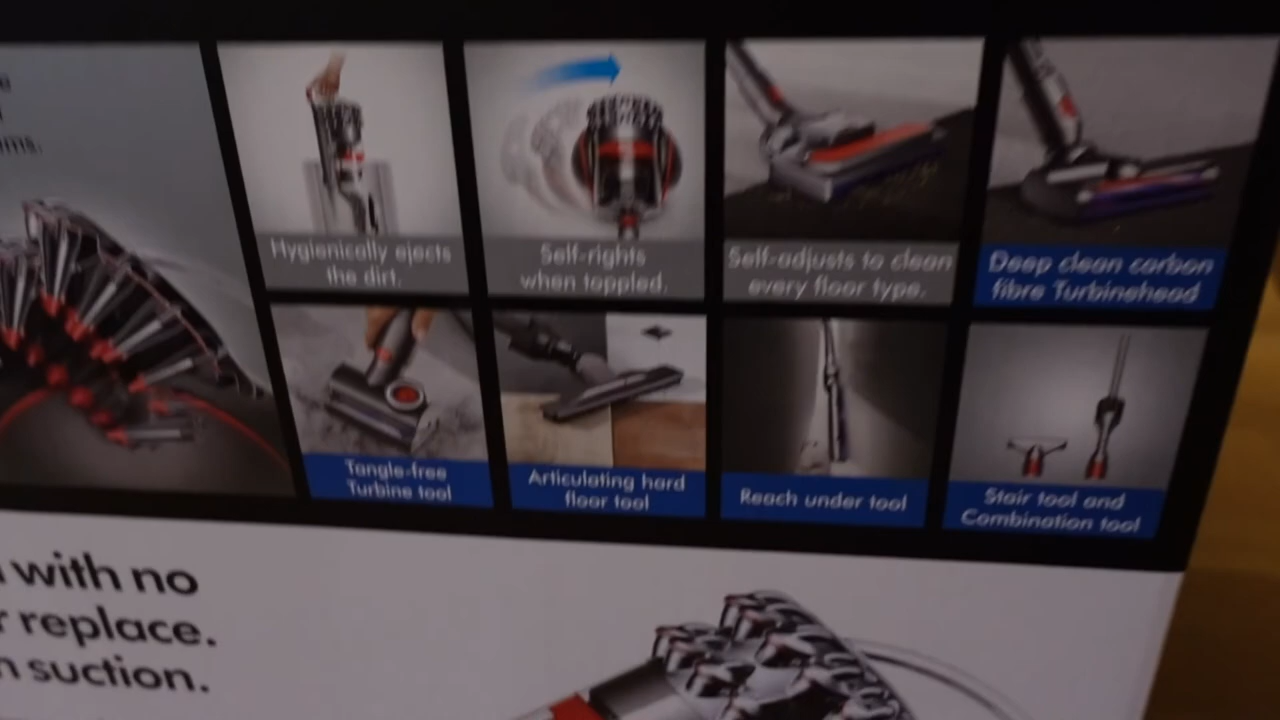 Hygienically ejects
the dirt.
Self-rights
when toppled.
Self-adjusts to clean
every floor type.
Deep clean carbon
fibre Turbinehead
Tangle-free
Turbine tool
Articulating hard
floor tool
Reach under tool
Stair tool and
Combination tool
with no
replace.
suction.